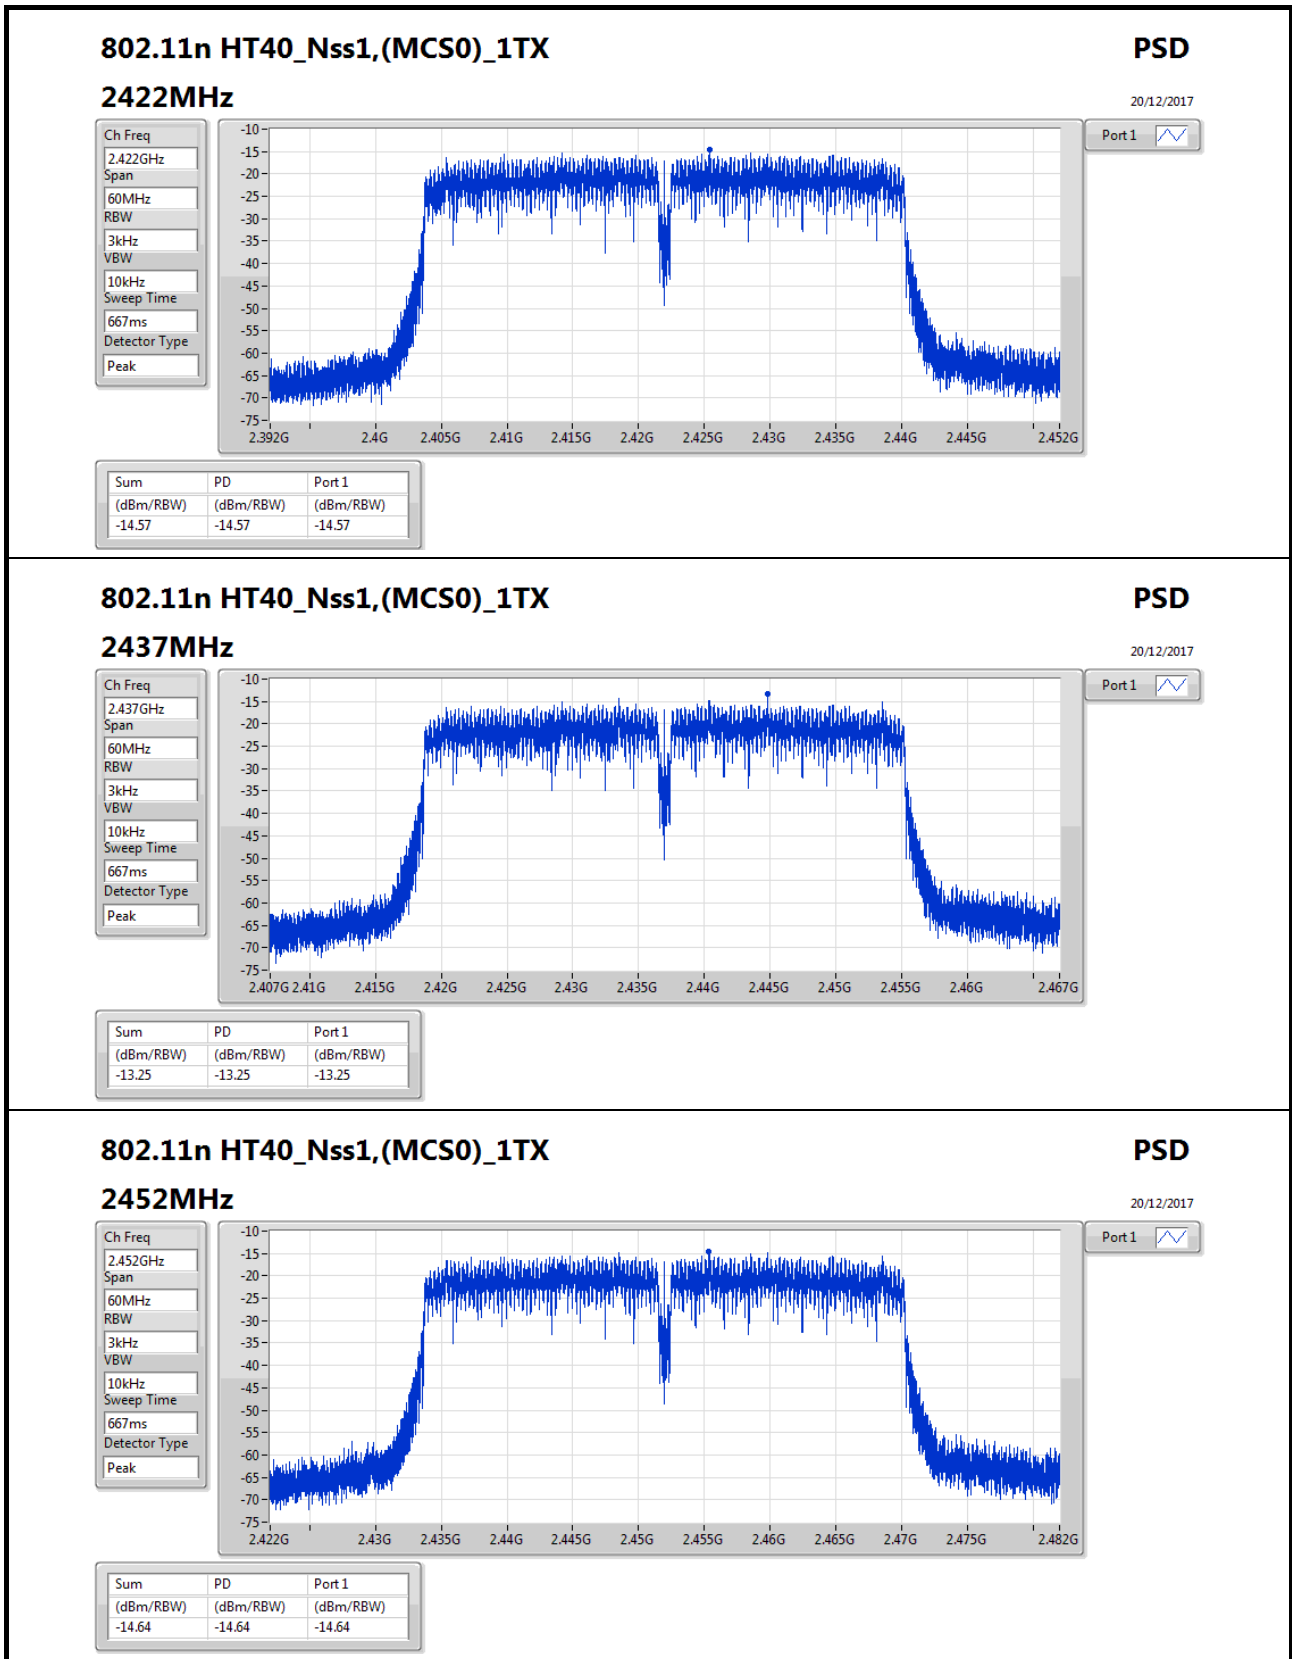 802.11n HT40_Nss1,(MCS0)_1TX PSD
2422MHz 20/12/2017
Ch Freq
2.422GHz
Span
60MHz
RBW
3kHz
VBW
10kHz
Sweep Time
667ms
Detector Type
Peak
-10
-15
-20
-25
-30
-35
-40
-45
-50
-55
-60
-65
-70
-75
2.392G 2.4G 2.405G 2.41G 2.415G 2.42G 2.425G 2.43G 2.435G 2.44G 2.445G 2.452G
Port 1
Sum PD Port 1
(dBm/RBW) (dBm/RBW) (dBm/RBW)
-14.57 -14.57 -14.57
802.11n HT40_Nss1,(MCS0)_1TX PSD
2437MHz 20/12/2017
Ch Freq
2.437GHz
Span
60MHz
RBW
3kHz
VBW
10kHz
Sweep Time
667ms
Detector Type
Peak
-10
-15
-20
-25
-30
-35
-40
-45
-50
-55
-60
-65
-70
-75
2.407G 2.41G 2.415G 2.42G 2.425G 2.43G 2.435G 2.44G 2.445G 2.45G 2.455G 2.46G 2.467G
Port 1
Sum PD Port 1
(dBm/RBW) (dBm/RBW) (dBm/RBW)
-13.25 -13.25 -13.25
802.11n HT40_Nss1,(MCS0)_1TX PSD
2452MHz 20/12/2017
Ch Freq
2.452GHz
Span
60MHz
RBW
3kHz
VBW
10kHz
Sweep Time
667ms
Detector Type
Peak
-10
-15
-20
-25
-30
-35
-40
-45
-50
-55
-60
-65
-70
-75
2.422G 2.43G 2.435G 2.44G 2.445G 2.45G 2.455G 2.46G 2.465G 2.47G 2.475G 2.482G
Port 1
Sum PD Port 1
(dBm/RBW) (dBm/RBW) (dBm/RBW)
-14.64 -14.64 -14.64